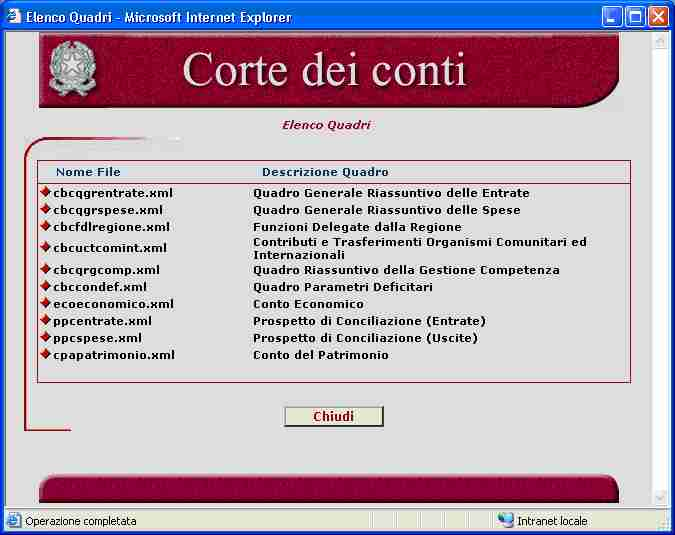 Elenco Quadri - Microsoft Internet Explorer
Corte dei conti
Elenco Quadri
Nome File Descrizione Quadro
cbcqgrentrate.xml Quadro Generale Riassuntivo delle Entrate
cbcqgrspese.xml Quadro Generale Riassuntivo delle Spese
cbcfdlregione.xml Funzioni Delegate dalla Regione
cbcuctcomint.xml Contributi e Trasferimenti Organismi Comunitari ed
Internazionali
cbcqrgcomp.xml Quadro Riassuntivo della Gestione Competenza
cbccondef.xml Quadro Parametri Deficitari
ecoeconomico.xml Conto Economico
ppcentrate.xml Prospetto di Conciliazione (Entrate)
ppcspese.xml Prospetto di Conciliazione (Uscite)
cpapatrimonio.xml Conto del Patrimonio
Chiudi
Operazione completata Intranet locale